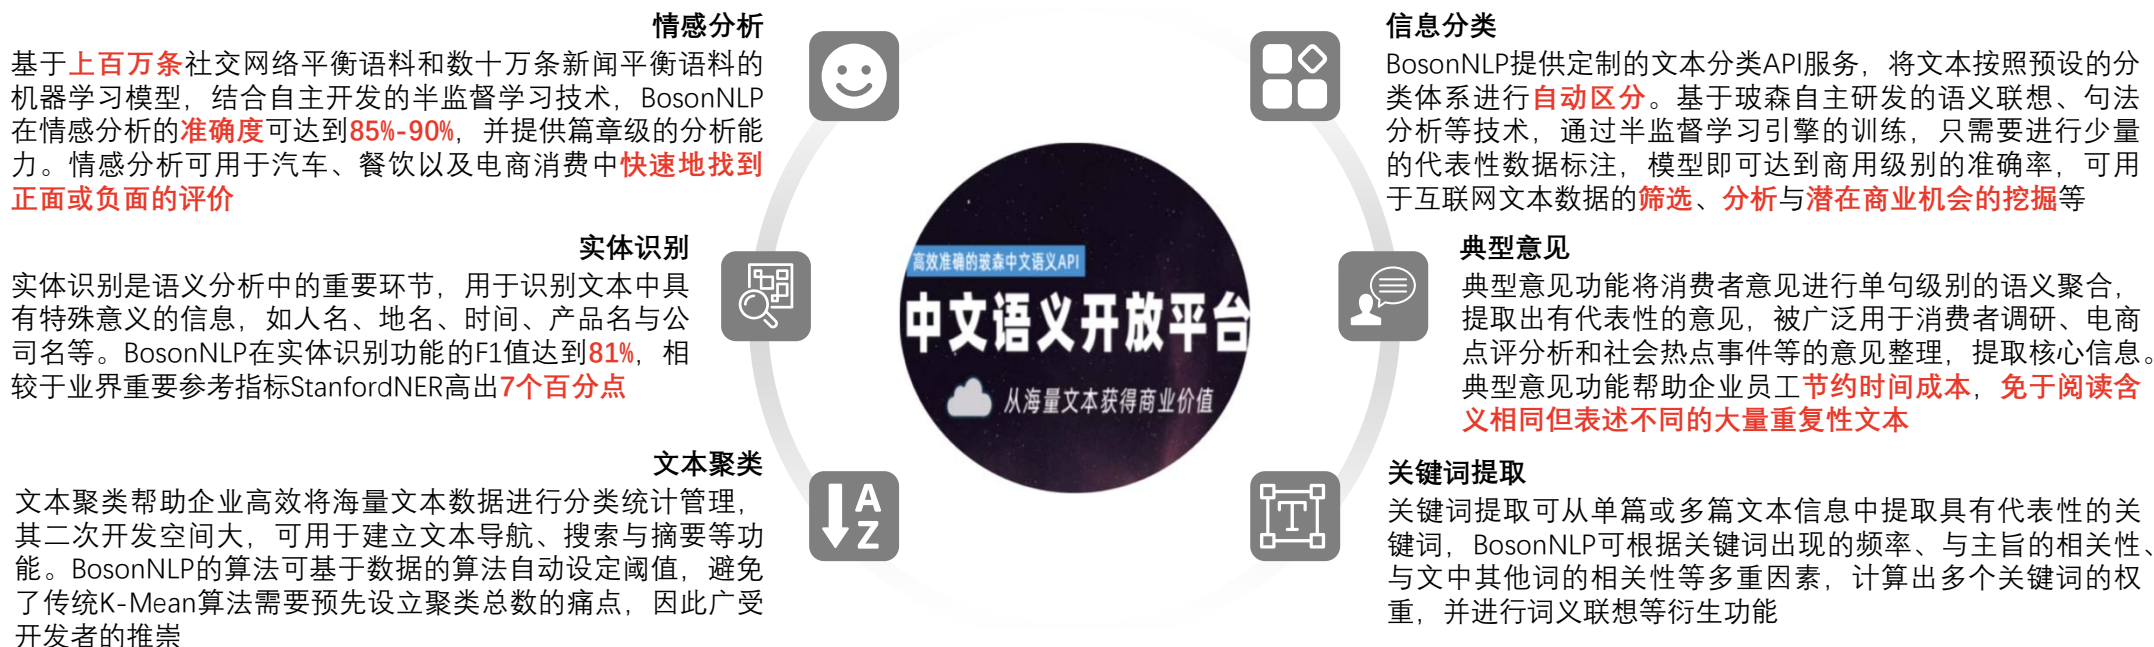 情感分析
基于上百万条社交网络平衡语料和数十万条新闻平衡语料的
机器学习模型，结合自主开发的半监督学习技术，BosonNLP
在情感分析的准确度可达到85%-90%，并提供篇章级的分析能
力。情感分析可用于汽车、餐饮以及电商消费中快速地找到
正面或负面的评价
实体识别
实体识别是语义分析中的重要环节，用于识别文本中具
有特殊意义的信息，如人名、地名、时间、产品名与公
司名等。BosonNLP在实体识别功能的F1值达到81%，相
较于业界重要参考指标StanfordNER高出7个百分点
文本聚类
文本聚类帮助企业高效将海量文本数据进行分类统计管理，
其二次开发空间大，可用于建立文本导航、搜索与摘要等功
能。BosonNLP的算法可基于数据的算法自动设定阈值，避免
了传统K-Mean算法需要预先设立聚类总数的痛点，因此广受
开发者的推崇
高效准确的玻森中文语义API
中文语义开放平台
从海量文本获得商业价值
A
Z
T
信息分类
BosonNLP提供定制的文本分类API服务，将文本按照预设的分
类体系进行自动区分。基于玻森自主研发的语义联想、句法
分析等技术，通过半监督学习引擎的训练，只需要进行少量
的代表性数据标注，模型即可达到商用级别的准确率，可用
于互联网文本数据的筛选、分析与潜在商业机会的挖掘等
典型意见
典型意见功能将消费者意见进行单句级别的语义聚合，
提取出有代表性的意见，被广泛用于消费者调研、电商
点评分析和社会热点事件等的意见整理，提取核心信息。
典型意见功能帮助企业员工节约时间成本，免于阅读含
义相同但表述不同的大量重复性文本
关键词提取
关键词提取可从单篇或多篇文本信息中提取具有代表性的关
键词，BosonNLP可根据关键词出现的频率、与主旨的相关性、
与文中其他词的相关性等多重因素，计算出多个关键词的权
重，并进行词义联想等衍生功能